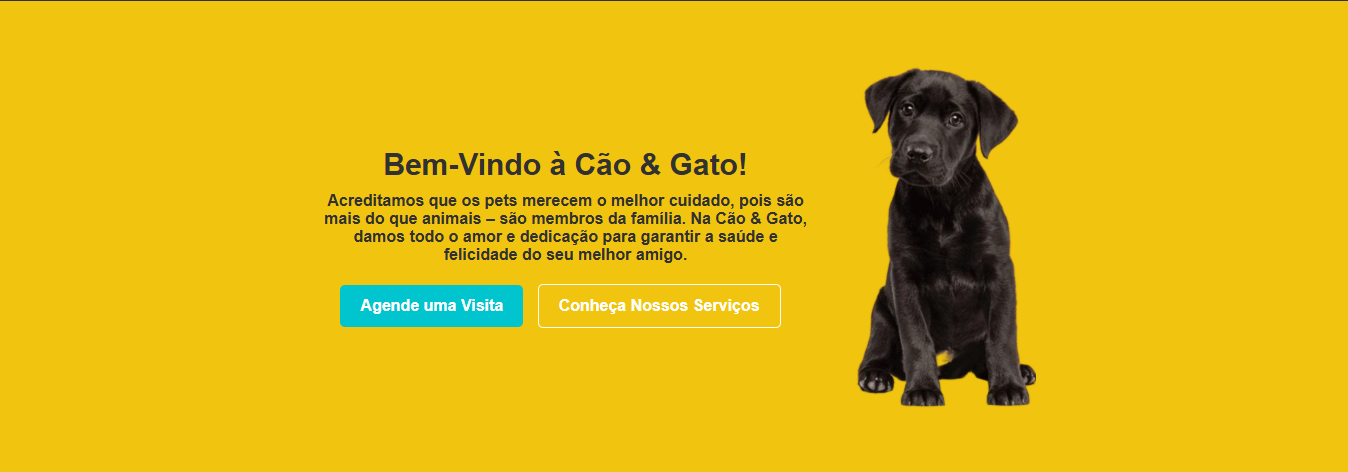 Bem-Vindo à Cão & Gato!
Acreditamos que os pets merecem o melhor cuidado, pois são
mais do que animais – são membros da família. Na Cão & Gato,
damos todo o amor e dedicação para garantir a saúde e
felicidade do seu melhor amigo.
Agende uma Visita
Conheça Nossos Serviços